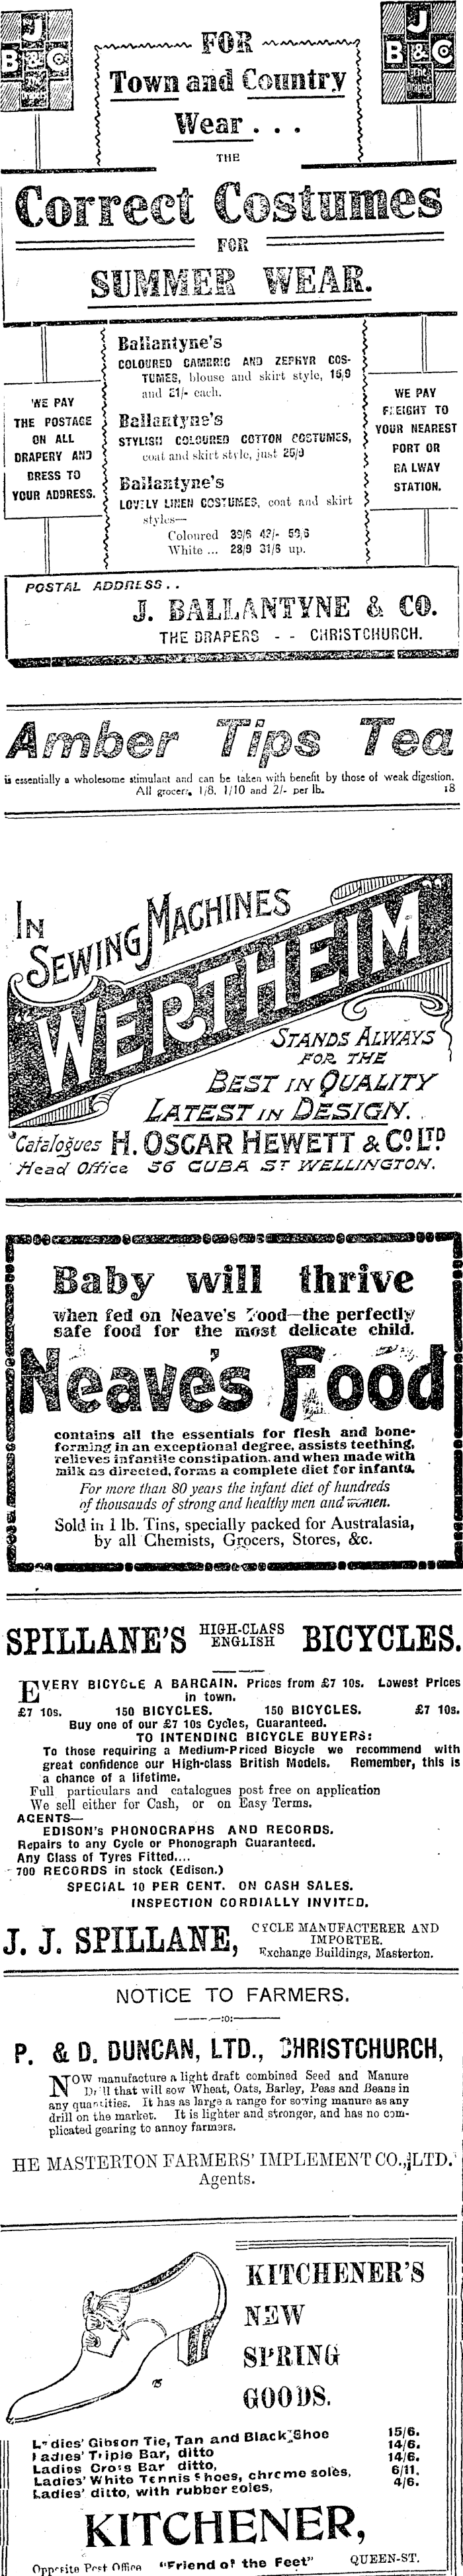 J
B & C
J
B & C
FOR
Town and Country
Wear . . .
THE
Correct Costumes
FOR
SUMMER WEAR.
Ballantyne's
COLOURED CAMBRIC AND ZEPHYR COS-
TUMES, blouse and skirt style, 16,9
and 21/- each.
Ballantyne's
STYLISH COLOURED COTTON COSTUMES,
coat and skirt style, just 25/9
Ballantyne's
LOVELY LINEN COSTUMES, coat and skirt
styles—
Coloured 39/6 42/- 59,6
White ... 28/9 31/6 up.
WE PAY
THE POSTAGE
ON ALL
DRAPERY AND
DRESS TO
YOUR ADDRESS.
WE PAY
FREIGHT TO
YOUR NEAREST
PORT OR
RAILWAY
STATION.
POSTAL ADDRESS . .
J. BALLANTYNE & CO.
THE DRAPERS - - CHRISTCHURCH.
Amber Tips Tea
is essentially a wholesome stimulant and can be taken with benefit by those of weak digestion.
All grocers, 1/8. 1/10 and 2/- per lb. 18
IN
SEWING MACHINES
"WERTHEIM"
STANDS ALWAYS
FOR THE
BEST IN QUALITY
LATEST IN DESIGN.
Catalogues H. OSCAR HEWETT & CO. LTD
Head Office 56 CUBA ST WELLINGTON.
Baby will thrive
when fed on Neave's Food—the perfectly
safe food for the most delicate child.
Neave's Food
contains all the essentials for flesh and bone-
forming in an exceptional degree, assists teething,
relieves infantile constipation, and when made with
milk as directed, forms a complete diet for infants.
For more than 80 years the infant diet of hundreds
of thousands of strong and healthy men and women.
Sold in 1 lb. Tins, specially packed for Australasia,
by all Chemists, Grocers, Stores, &c.
SPILLANE'S HIGH-CLASS ENGLISH BICYCLES.
EVERY BICYCLE A BARGAIN. Prices from £7 10s. Lowest Prices
in town.
£7 10s. 150 BICYCLES. 150 BICYCLES. £7 10s.
Buy one of our £7 10s Cycles, Guaranteed.
TO INTENDING BICYCLE BUYERS:
To those requiring a Medium-Priced Bicycle we recommend with
great confidence our High-class British Models. Remember, this is
a chance of a lifetime.
Full particulars and catalogues post free on application
We sell either for Cash, or on Easy Terms.
AGENTS—
EDISON's PHONOGRAPHS AND RECORDS.
Repairs to any Cycle or Phonograph Guaranteed.
Any Class of Tyres Fitted....
700 RECORDS in stock (Edison.)
SPECIAL 10 PER CENT. ON CASH SALES.
INSPECTION CORDIALLY INVITED.
J. J. SPILLANE, CYCLE MANUFACTERER AND
IMPORTER.
Exchange Buildings, Masterton.
NOTICE TO FARMERS.
—:o:—
P. & D. DUNCAN, LTD., CHRISTCHURCH,
NOW manufacture a light draft combined Seed and Manure
Drill that will sow Wheat, Oats, Barley, Peas and Beans in
any quantities. It has as large a range for sowing manure as any
drill on the market. It is lighter and stronger, and has no com-
plicated gearing to annoy farmers.
HE MASTERTON FARMERS' IMPLEMENT CO., LTD.
Agents.
KITCHENER'S
NEW
SPRING
GOODS.
Ladies' Gibson Tie, Tan and Black Shoe 15/6.
Ladies' Triple Bar, ditto 14/6.
Ladies Cross Bar ditto, 14/6.
Ladies' White Tennis Shoes, chrome soles, 6/11.
Ladies' ditto, with rubber soles, 4/6.
KITCHENER,
Opposite Post Office "Friend of the Feet" QUEEN-ST.